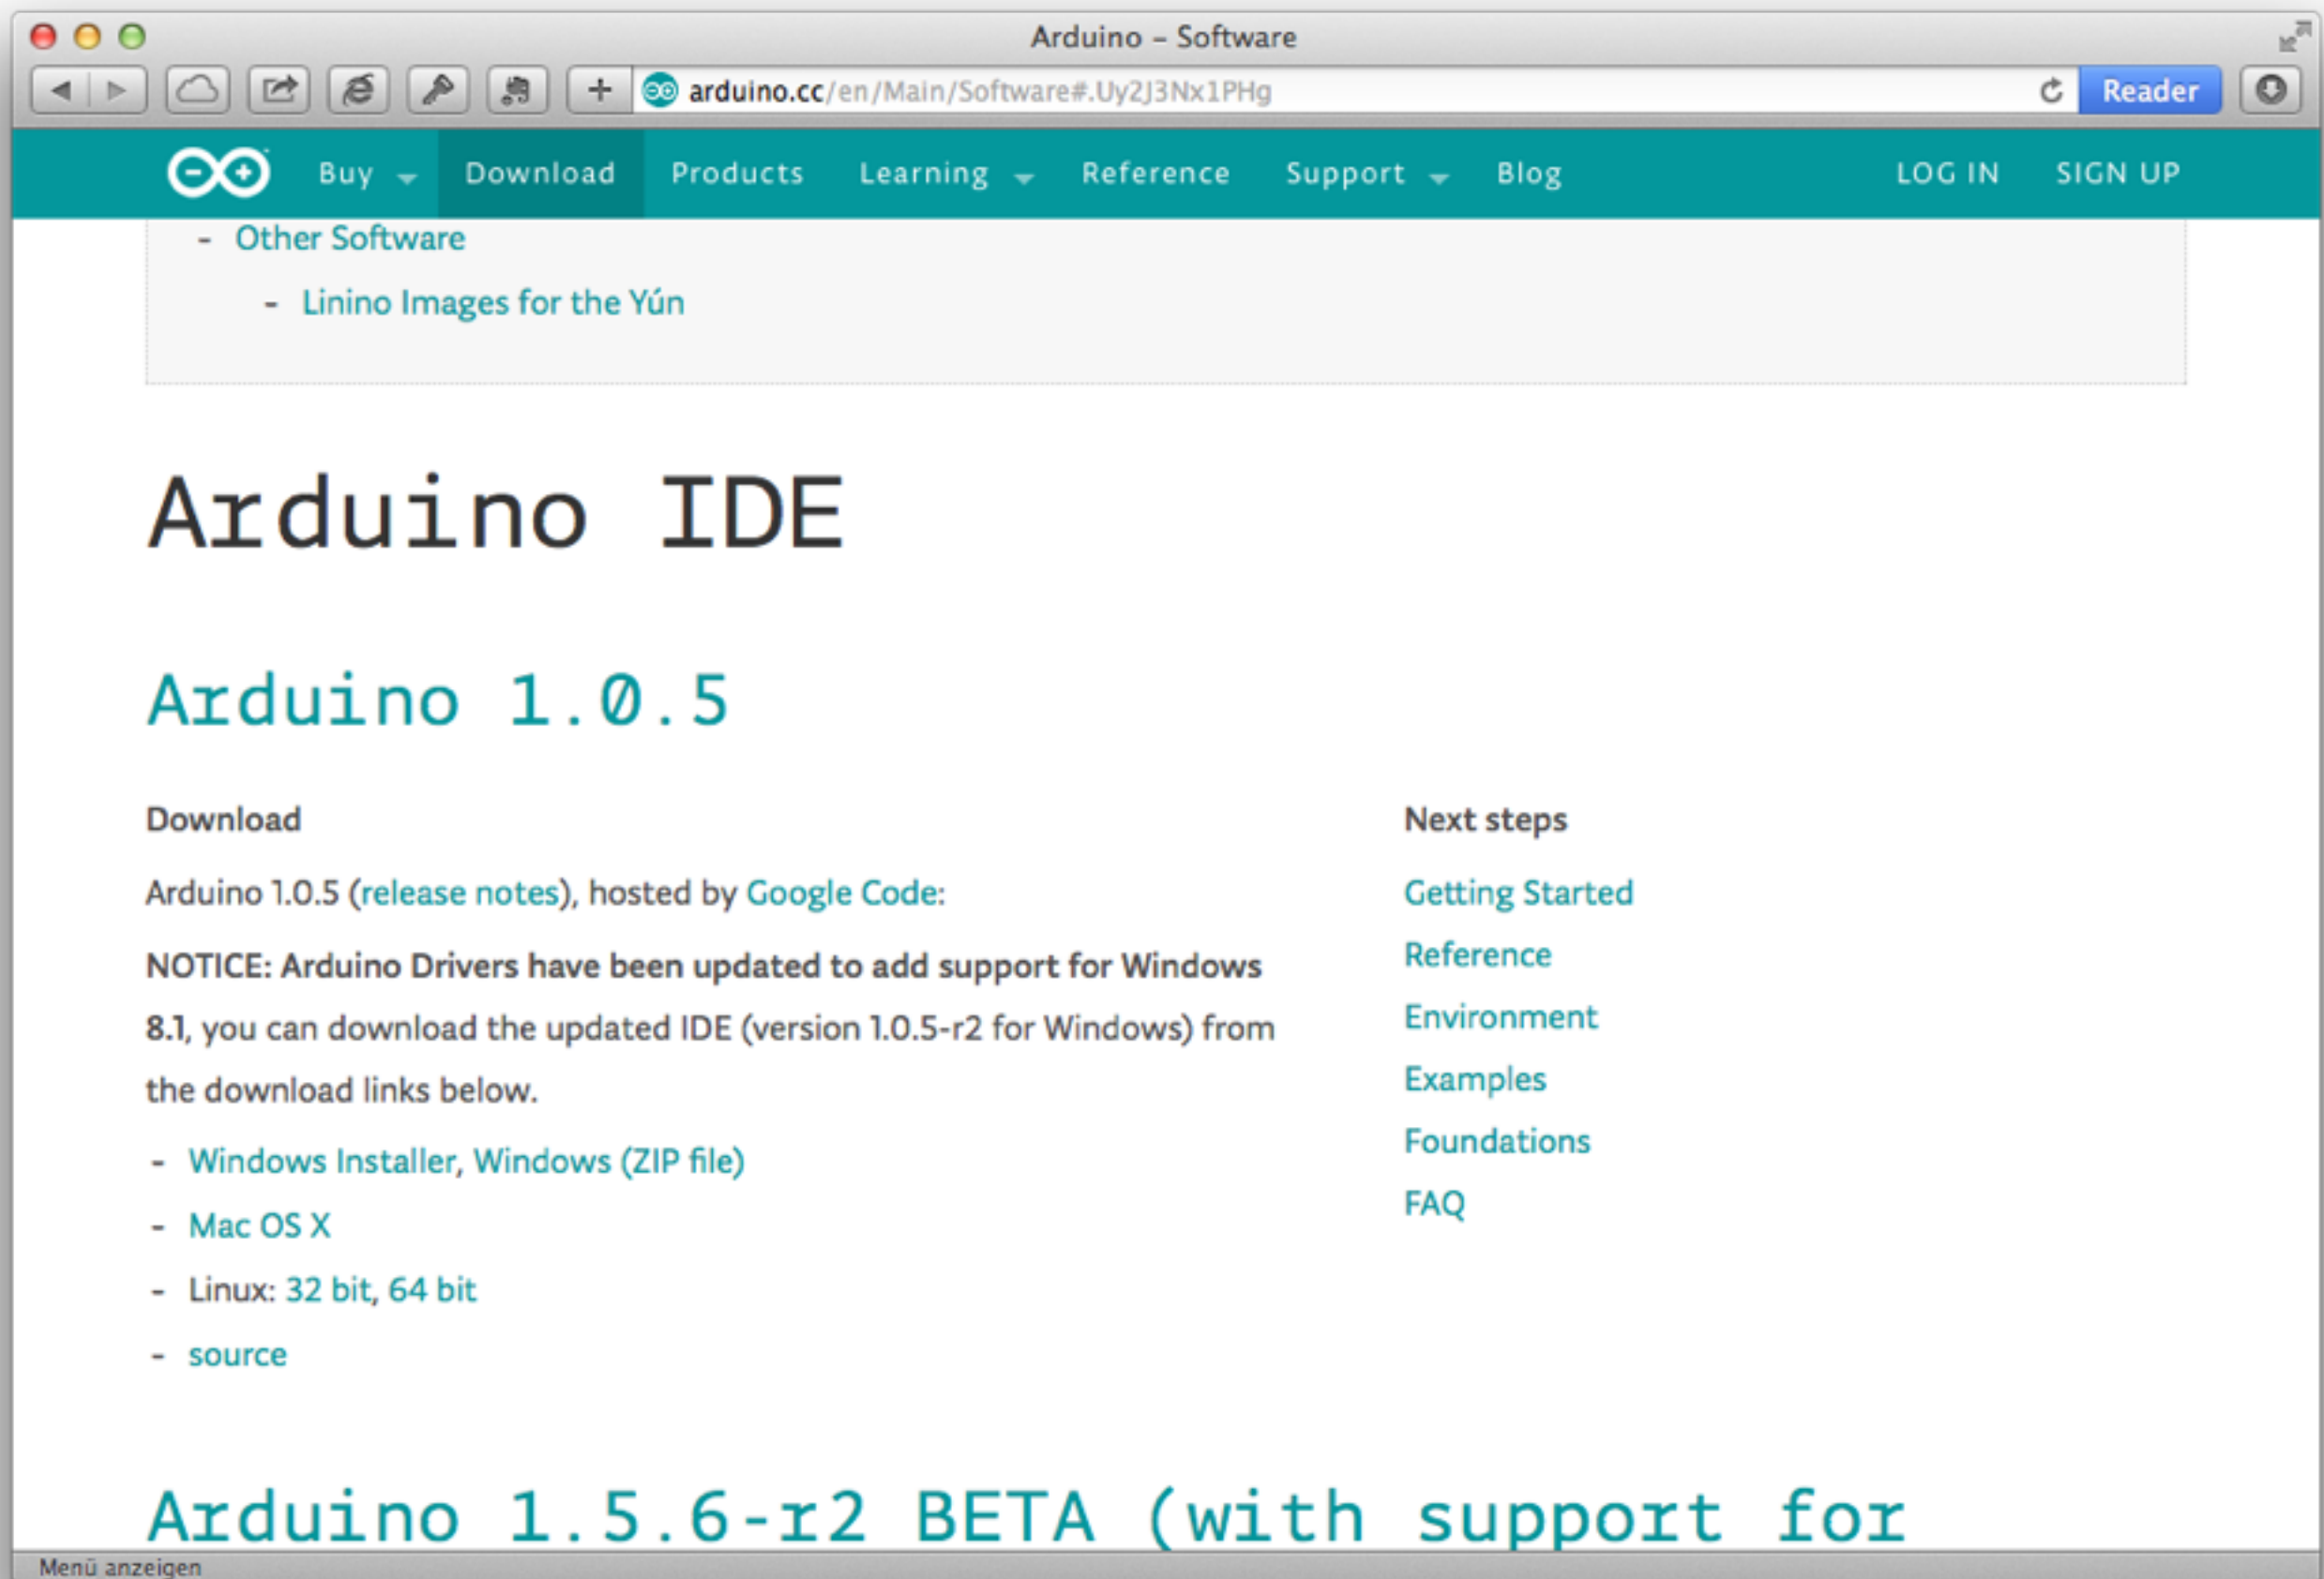 Arduino – Software
arduino.cc/en/Main/Software#.Uy2J3Nx1PHg
Reader
Buy Download Products Learning Reference Support Blog LOG IN SIGN UP
- Other Software
- Linino Images for the Yún
Arduino IDE
Arduino 1.0.5
Download
Arduino 1.0.5 (release notes), hosted by Google Code:
NOTICE: Arduino Drivers have been updated to add support for Windows
8.1, you can download the updated IDE (version 1.0.5-r2 for Windows) from
the download links below.
- Windows Installer, Windows (ZIP file)
- Mac OS X
- Linux: 32 bit, 64 bit
- source
Next steps
Getting Started
Reference
Environment
Examples
Foundations
FAQ
Arduino 1.5.6-r2 BETA (with support for
Menü anzeigen